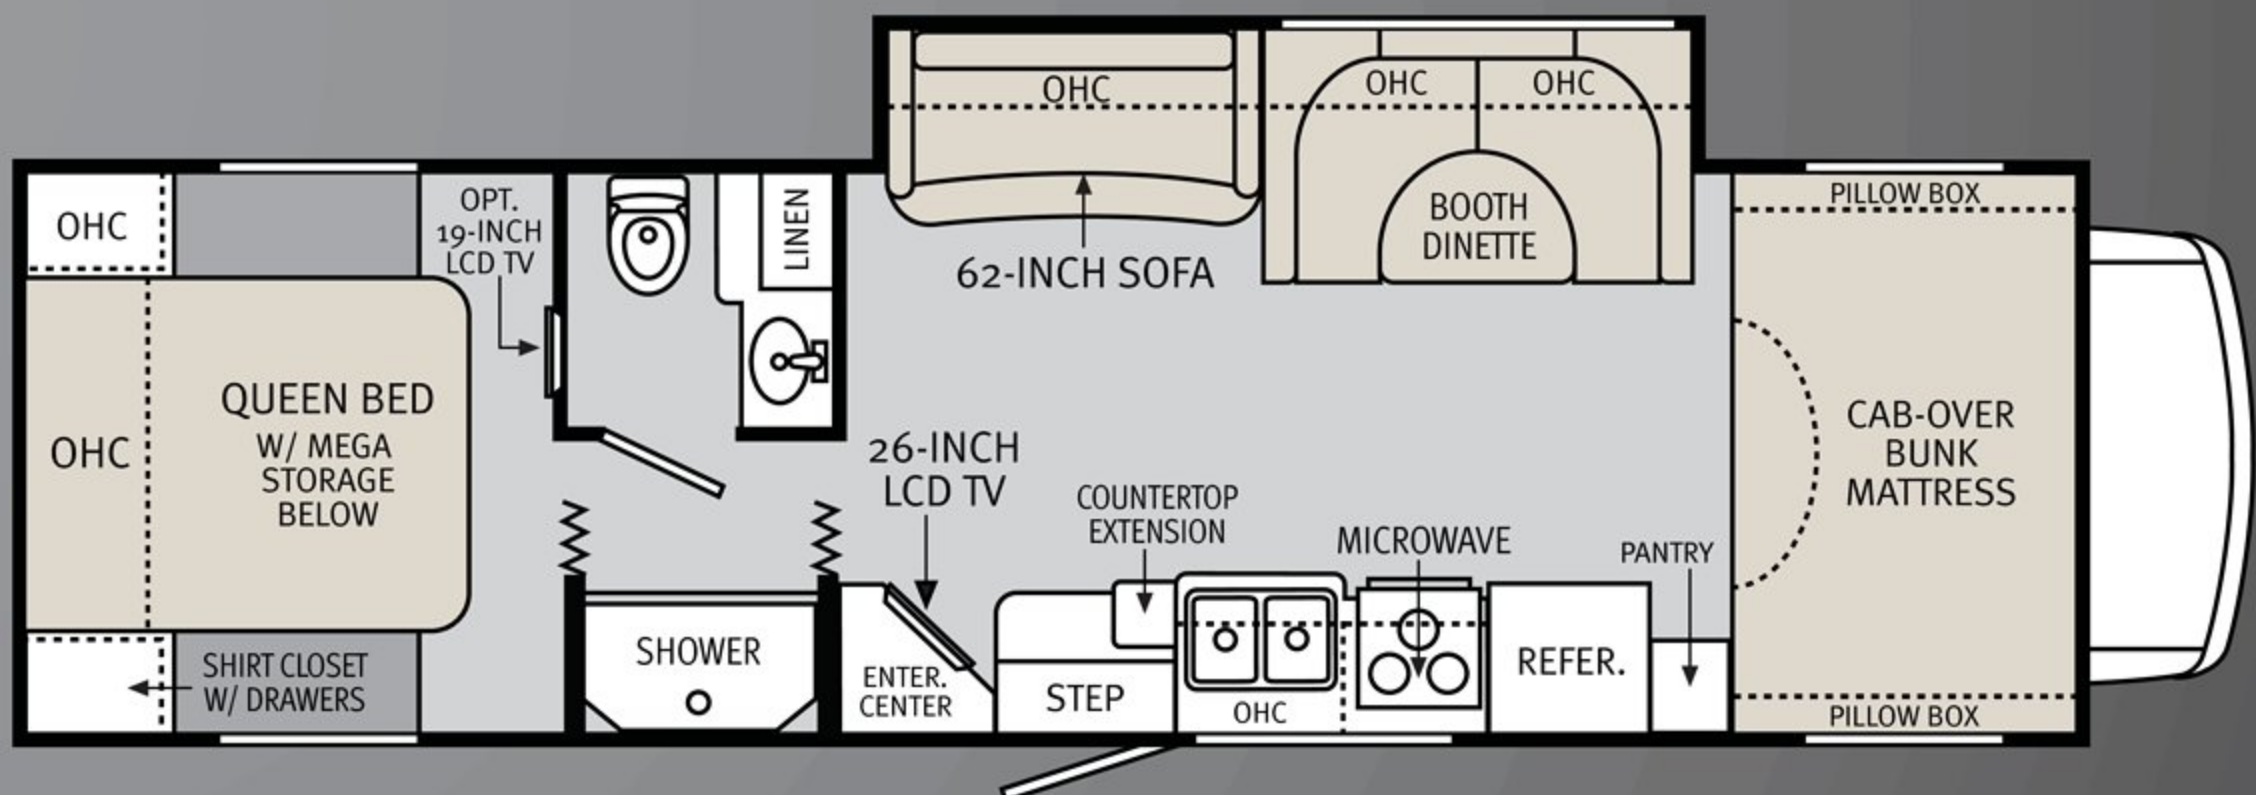 OHC
OPT.
19-INCH
LCD TV
LINEN
OHC
OHC
OHC
62-INCH SOFA
BOOTH
DINETTE
PILLOW BOX
QUEEN BED
W/ MEGA
STORAGE
BELOW
OHC
26-INCH
LCD TV
COUNTERTOP
EXTENSION
MICROWAVE
PANTRY
CAB-OVER
BUNK
MATTRESS
SHIRT CLOSET
W/ DRAWERS
SHOWER
ENTER.
CENTER
STEP
OHC
REFER.
PILLOW BOX